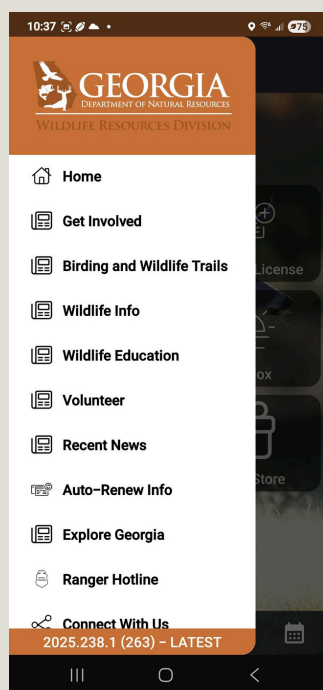 10:37
75
GEORGIA
DEPARTMENT OF NATURAL RESOURCES
WILDLIFE RESOURCES DIVISION
Home
Get Involved
Birding and Wildlife Trails
License
Wildlife Info
Wildlife Education
ox
Volunteer
Recent News
Store
Auto-Renew Info
Explore Georgia
Ranger Hotline
Connect With Us
2025.238.1 (263) - LATEST